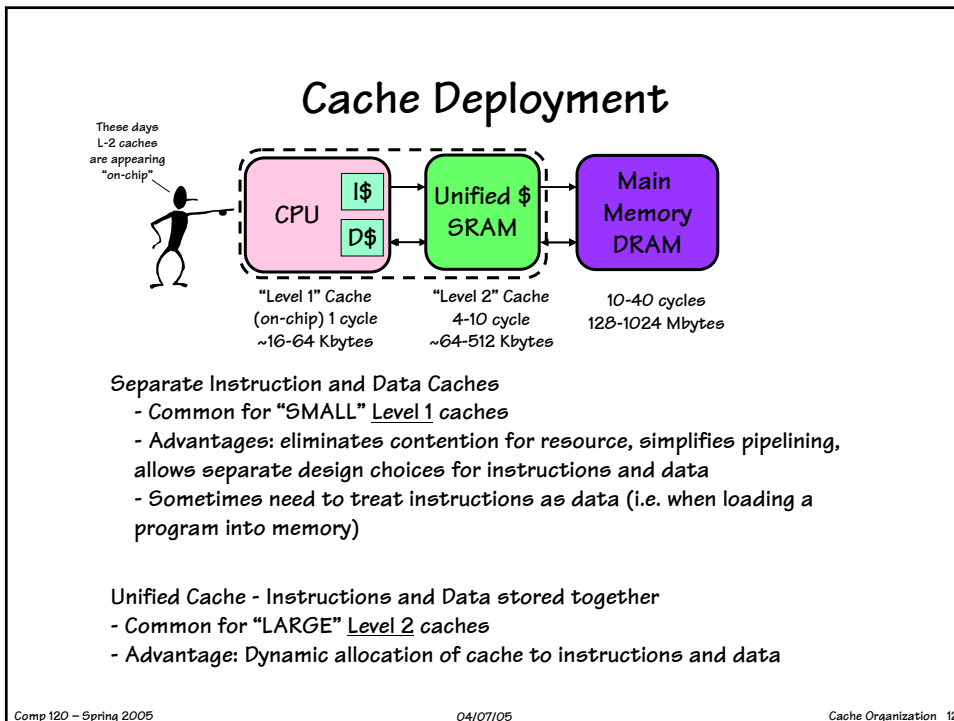 Cache Deployment
These days
L-2 caches
are appearing
“on-chip”
CPU
I$
D$
Unified $
SRAM
Main
Memory
DRAM
“Level 1” Cache
(on-chip) 1 cycle
~16-64 Kbytes
“Level 2” Cache
4-10 cycle
~64-512 Kbytes
10-40 cycles
128-1024 Mbytes
Separate Instruction and Data Caches
- Common for “SMALL” Level 1 caches
- Advantages: eliminates contention for resource, simplifies pipelining,
allows separate design choices for instructions and data
- Sometimes need to treat instructions as data (i.e. when loading a
program into memory)
Unified Cache - Instructions and Data stored together
- Common for “LARGE” Level 2 caches
- Advantage: Dynamic allocation of cache to instructions and data
Comp 120 – Spring 2005
04/07/05
Cache Organization 12